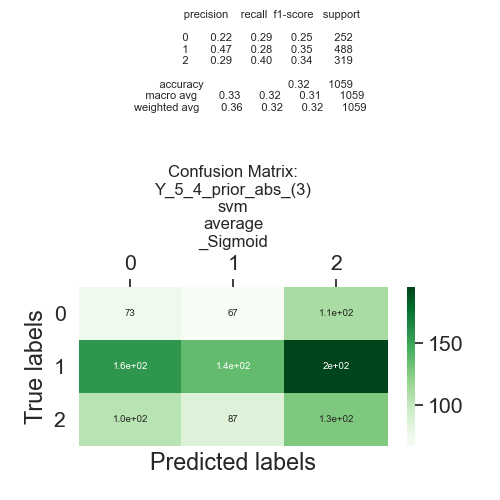 precision recall f1-score support
0 0.22 0.29 0.25 252
1 0.47 0.28 0.35 488
2 0.29 0.40 0.34 319
accuracy 0.32 1059
macro avg 0.33 0.32 0.31 1059
weighted avg 0.36 0.32 0.32 1059
Confusion Matrix:
Y_5_4_prior_abs_(3)
svm
average
_Sigmoid
0 1 2
0 73 67 1.1e+02
1 1.6e+02 1.4e+02 2e+02
2 1.0e+02 87 1.3e+02
True labels
Predicted labels
150
100